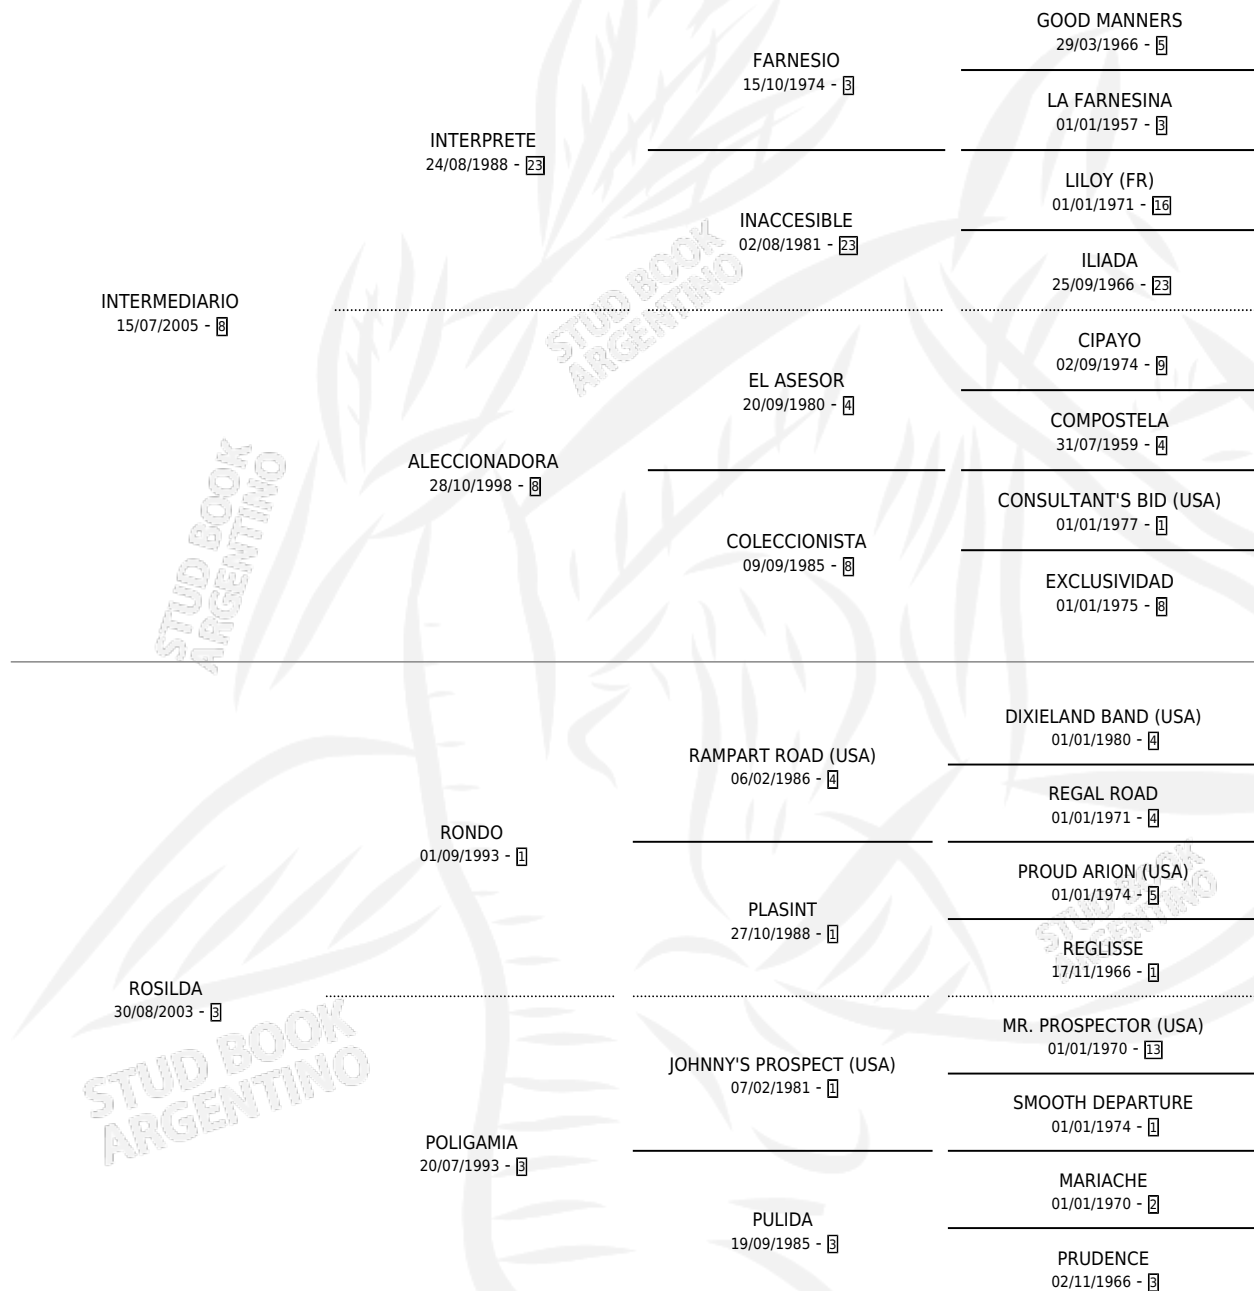 GOOD MANNERS
29/03/1966 - 5
FARNESIO
15/10/1974 - 3
LA FARNESINA
01/01/1957 - 3
INTERPRETE
24/08/1988 - 23
LILOY (FR)
01/01/1971 - 16
INACCESIBLE
02/08/1981 - 23
ILIADA
25/09/1966 - 23
INTERMEDIARIO
15/07/2005 - 8
STUD BOOK
ARGENTINO
CIPAYO
02/09/1974 - 9
EL ASESOR
20/09/1980 - 4
COMPOSTELA
31/07/1959 - 4
ALECCIONADORA
28/10/1998 - 8
CONSULTANT'S BID (USA)
01/01/1977 - 1
COLECCIONISTA
09/09/1985 - 8
EXCLUSIVIDAD
01/01/1975 - 8
STUD BOOK
ARGENTINO
DIXIELAND BAND (USA)
01/01/1980 - 4
RAMPART ROAD (USA)
06/02/1986 - 4
REGAL ROAD
01/01/1971 - 4
RONDO
01/09/1993 - 1
PROUD ARION (USA)
01/01/1974 - 5
STUD BOOK
ARGENTINO
PLASINT
27/10/1988 - 1
REGLISSE
17/11/1966 - 1
ROSILDA
30/08/2003 - 3
STUD BOOK
ARGENTINO
MR. PROSPECTOR (USA)
01/01/1970 - 13
JOHNNY'S PROSPECT (USA)
07/02/1981 - 1
SMOOTH DEPARTURE
01/01/1974 - 1
POLIGAMIA
20/07/1993 - 3
MARIACHE
01/01/1970 - 2
PULIDA
19/09/1985 - 3
PRUDENCE
02/11/1966 - 3